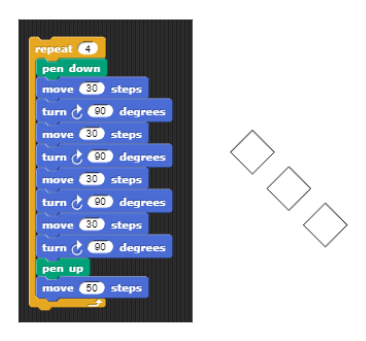 repeat 4
pen down
move 30 steps
turn 90 degrees
move 30 steps
turn 90 degrees
move 30 steps
turn 90 degrees
move 30 steps
turn 90 degrees
pen up
move 50 steps